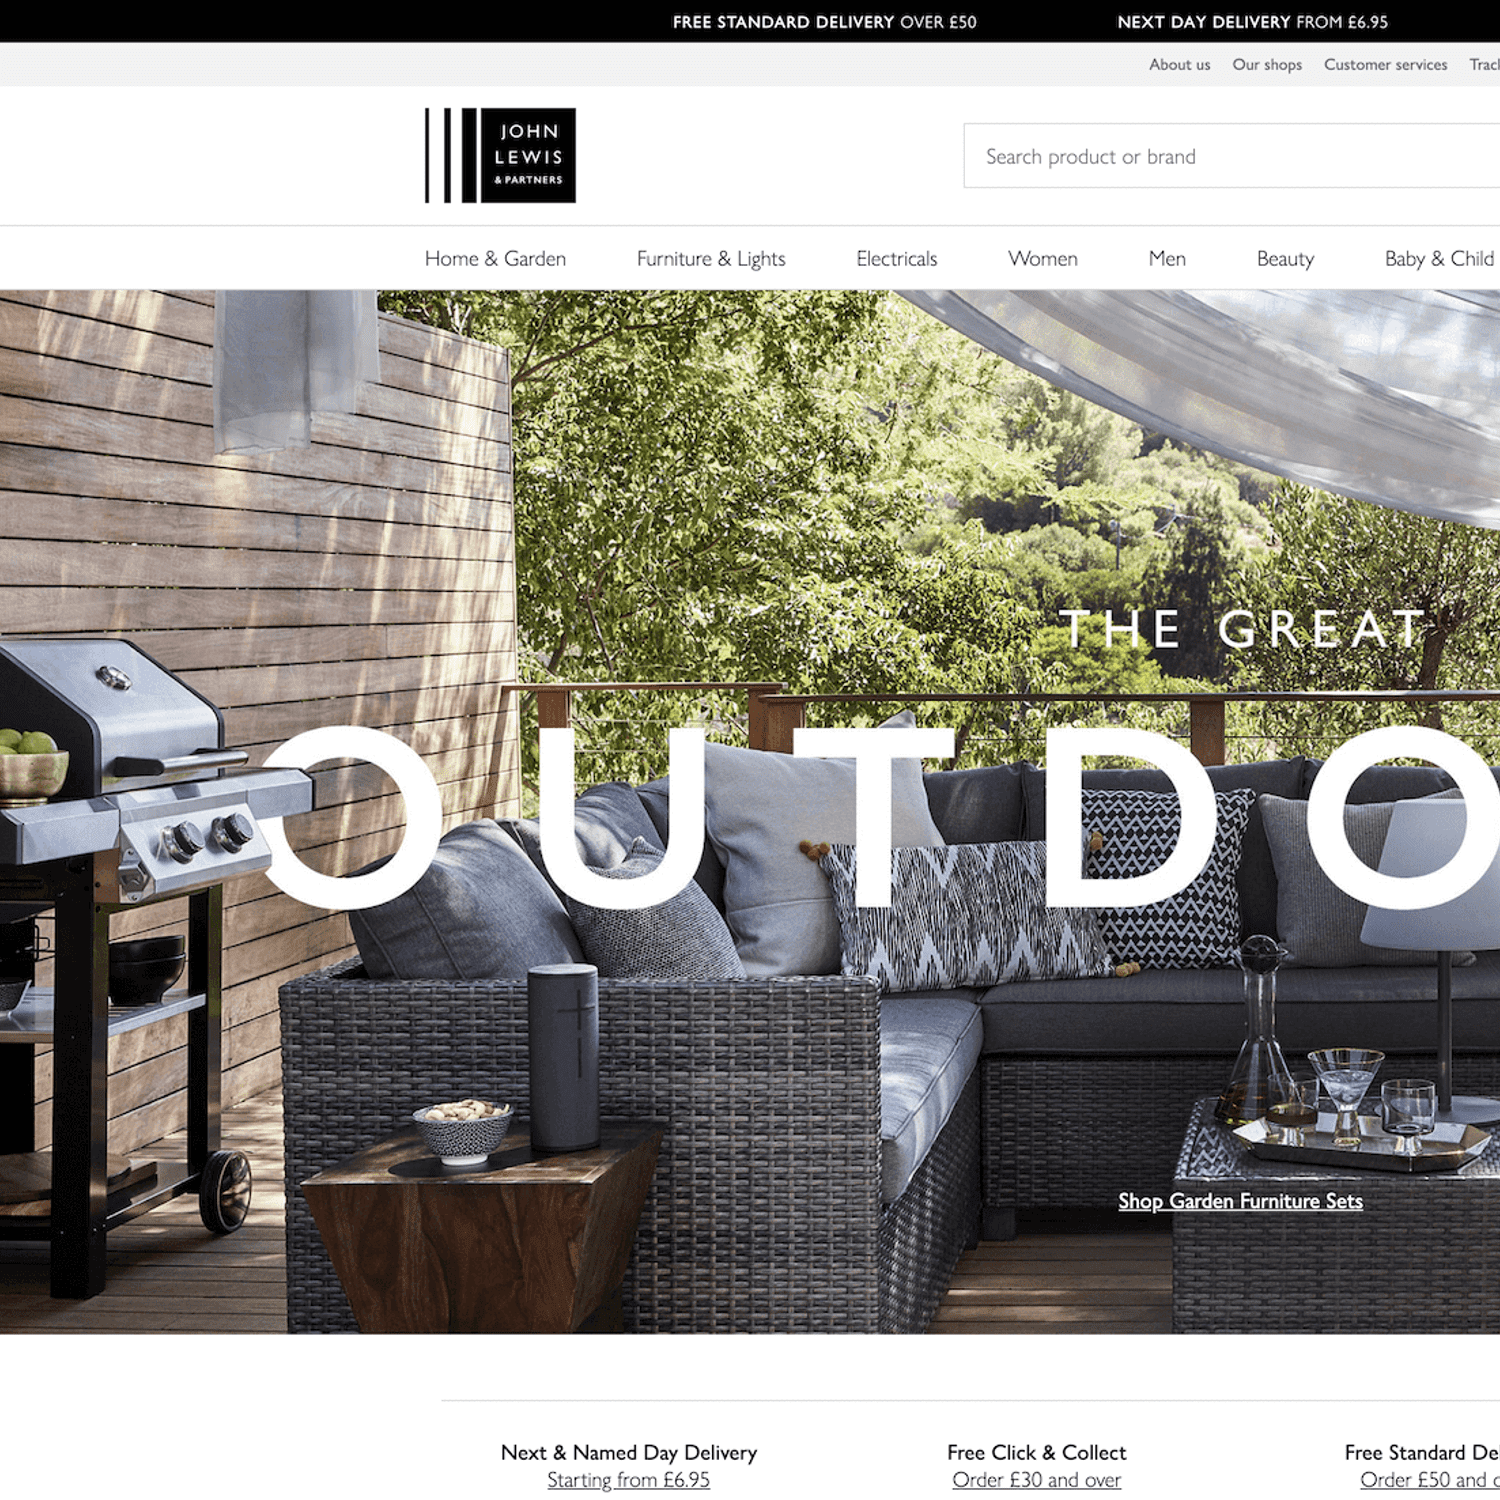 FREE STANDARD DELIVERY OVER £50
NEXT DAY DELIVERY FROM £6.95
About us
Our shops
Customer services
JOHN
LEWIS
& PARTNERS
Search product or brand
Home & Garden
Furniture & Lights
Electricals
Women
Men
Beauty
Baby & Child
THE GREAT
OUTDO
Shop Garden Furniture Sets
Next & Named Day Delivery
Starting from £6.95
Free Click & Collect
Order £30 and over
Free Standard
Order £50 and